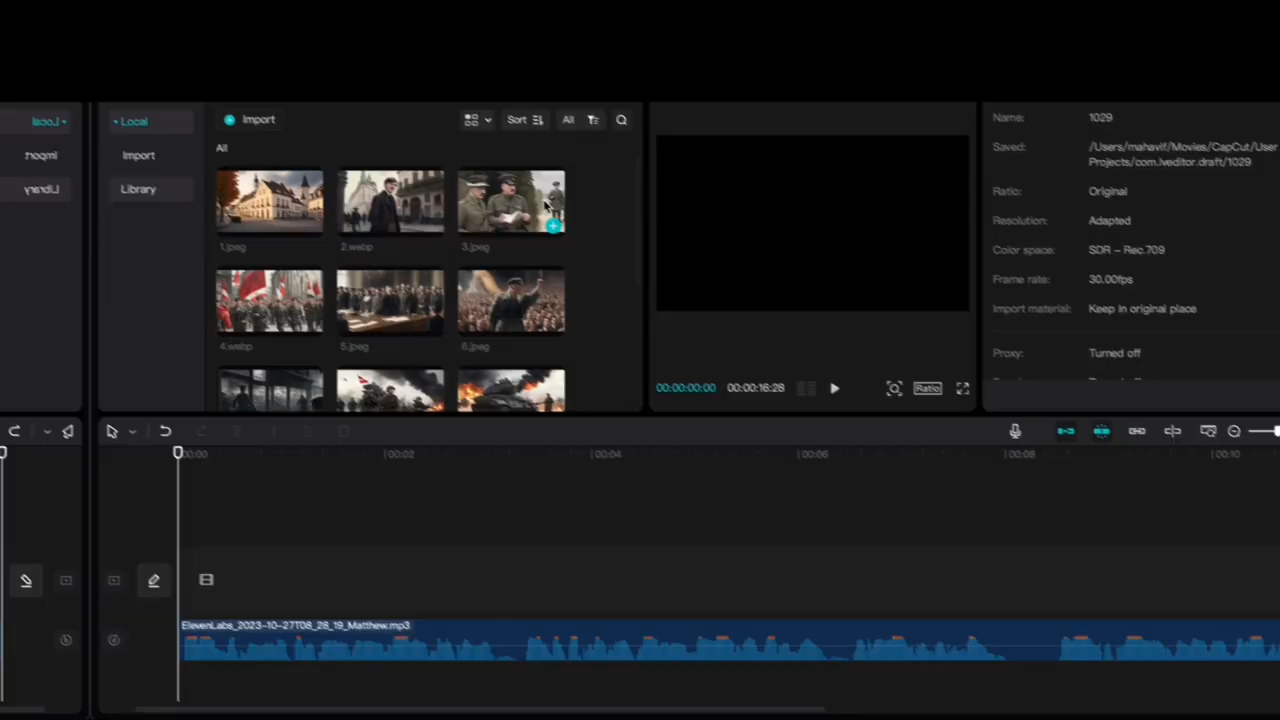 Local
Import
Library
Import
Sort
All
All
1.jpeg
2.webp
3.jpeg
4.webp
5.jpeg
6.jpeg
00:00:00:00
00:00:16:28
Ratio
Name: 1029
Saved: /Users/mahavif/Movies/CapCut/User
Projects/com.lveditor.draft/1029
Ratio: Original
Resolution: Adapted
Color space: SDR – Rec.709
Frame rate: 30.00fps
Import material: Keep in original place
Proxy: Turned off
00:00
00:02
00:04
00:06
00:08
00:10
ElevenLabs_2023-10-27T08_28_19_Matthew.mp3